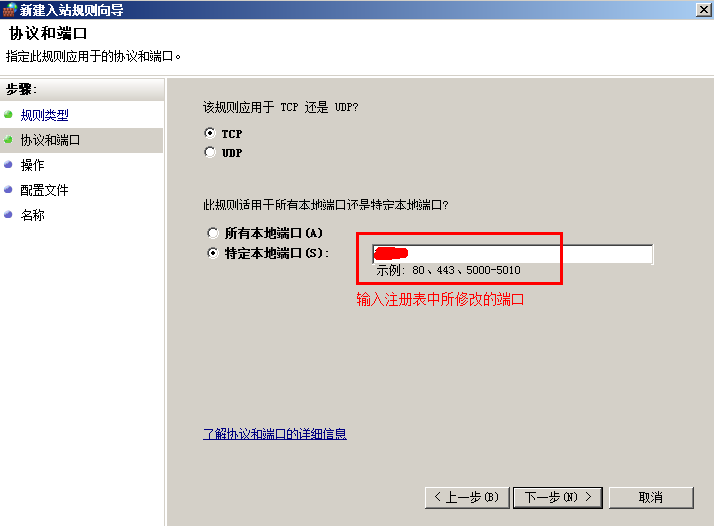 新建入站规则向导
协议和端口
指定此规则应用于的协议和端口。
步骤:
规则类型
协议和端口
操作
配置文件
名称
该规则应用于 TCP 还是 UDP?
TCP
UDP
此规则适用于所有本地端口还是特定本地端口?
所有本地端口(A)
特定本地端口(S):
示例: 80、443、5000-5010
输入注册表中所修改的端口
了解协议和端口的详细信息
< 上一步(B)
下一步(N) >
取消